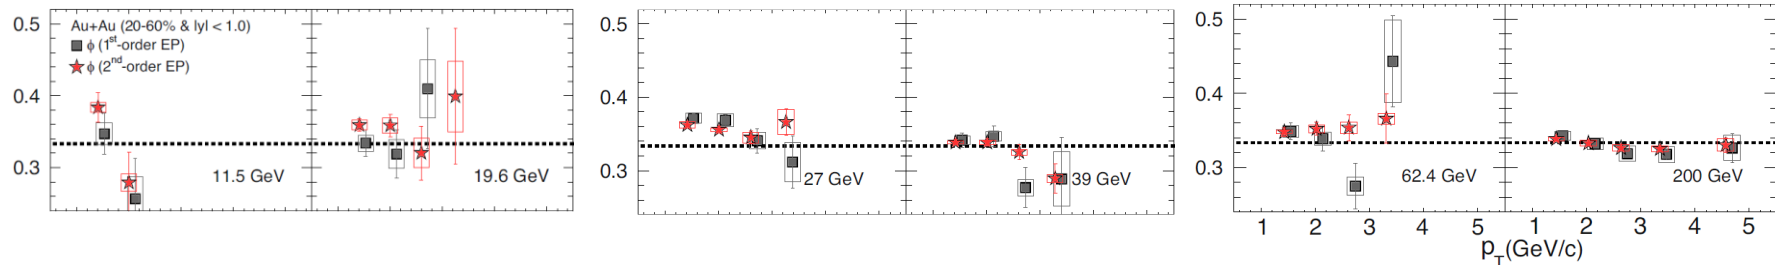 0.5
0.4
0.3
Au+Au (20-60% & |y| < 1.0)
ϕ (1st-order EP)
ϕ (2nd-order EP)
11.5 GeV
19.6 GeV
0.5
0.4
0.3
27 GeV
39 GeV
0.5
0.4
0.3
62.4 GeV
200 GeV
1 2 3 4 5 1 2 3 4 5
pT(GeV/c)